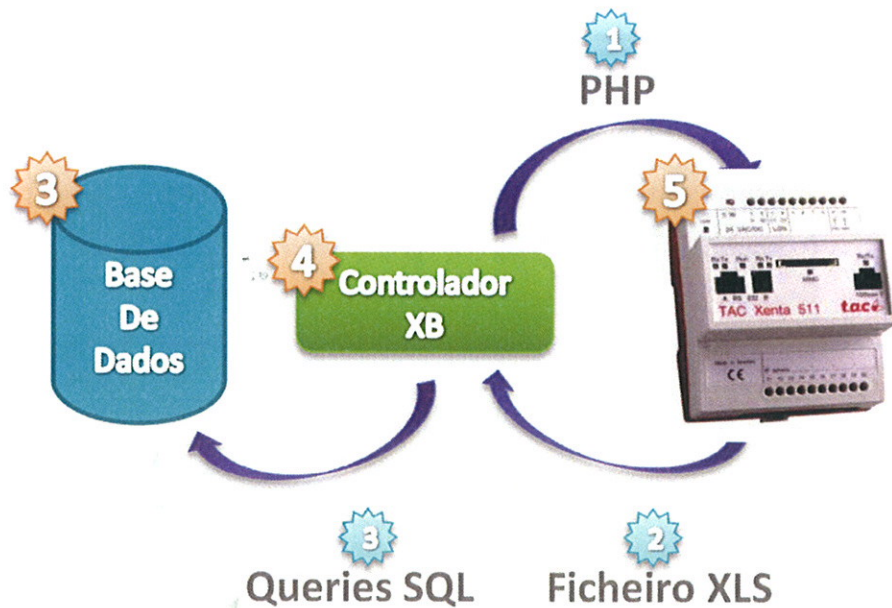 1
PHP
3
Base
De
Dados
4
Controlador
XB
5
TAC Xenta 511
tac
CE
3
Queries SQL
2
Ficheiro XLS